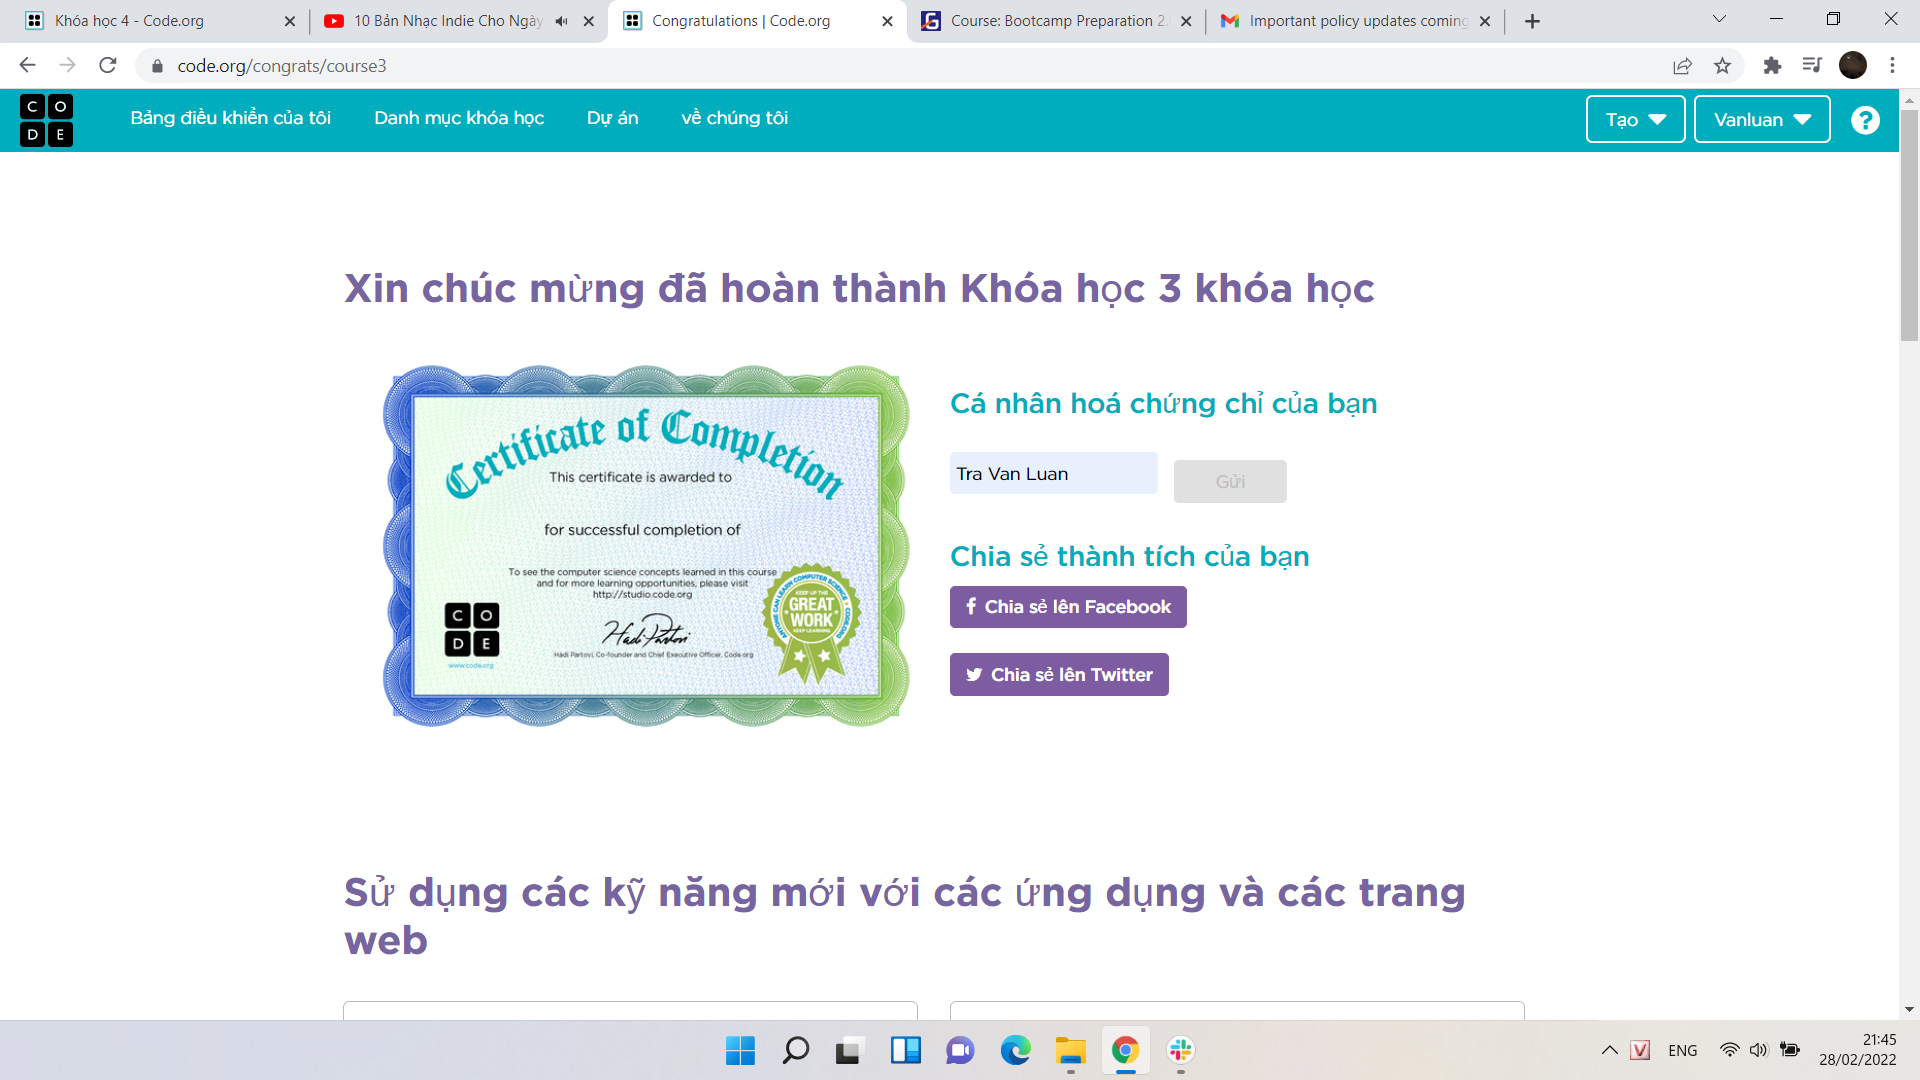 Khóa học 4 - Code.org
10 Bản Nhạc Indie Cho Ngày
Congratulations | Code.org
Course: Bootcamp Preparation 2.
Important policy updates coming
code.org/congrats/course3
C O D E
Bảng điều khiển của tôi
Danh mục khóa học
Dự án
về chúng tôi
Tạo
Vanluan
?
Xin chúc mừng đã hoàn thành Khóa học 3 khóa học
Certificate of Completion
This certificate is awarded to
for successful completion of
To see the computer science concepts learned in this course
and for more learning opportunities, please visit
http://studio.code.org
C O
D E
www.code.org
Hadi Partovi
Hadi Partovi, Co-founder and Chief Executive Officer, Code.org
ANYONE CAN LEARN COMPUTER SCIENCE • CODE.ORG
KEEP UP THE
GREAT
WORK
KEEP LEARNING
Cá nhân hoá chứng chỉ của bạn
Tra Van Luan
Gửi
Chia sẻ thành tích của bạn
Chia sẻ lên Facebook
Chia sẻ lên Twitter
Sử dụng các kỹ năng mới với các ứng dụng và các trang
web
V
ENG
21:45
28/02/2022